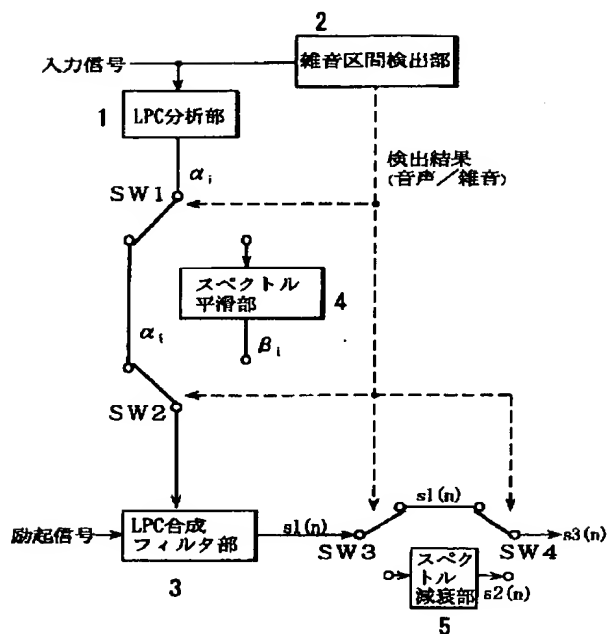 2
入力信号
雑音区間検出部
1
LPC分析部
検出結果
(音声/雑音)
αi
SW1
スペクトル
平滑部
4
αi
βi
SW2
励起信号
LPC合成
フィルタ部
s1(n)
s1(n)
SW3
SW4
s3(n)
スペク
トル
減衰部
s2(n)
3
5